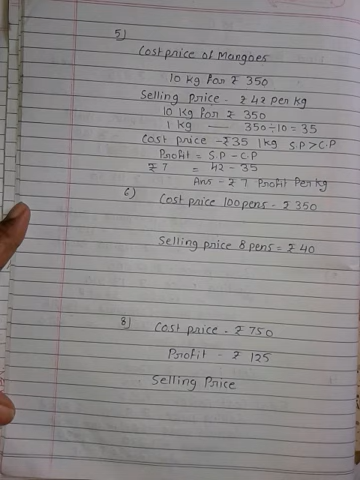 5)
Cost price of Mangoes
10 kg for ₹ 350
Selling price - ₹ 42 per kg
10 kg for ₹ 350
1 kg — 350÷10 = 35
Cost price - ₹35 1kg S.P > C.P
Profit = S.P - C.P
₹ 7 = 42 - 35
Ans - ₹ 7 Profit Per kg
6)
Cost price 100 pens - ₹ 350
Selling price 8 pens = ₹ 40
8)
Cost price - ₹ 750
Profit - ₹ 125
Selling Price